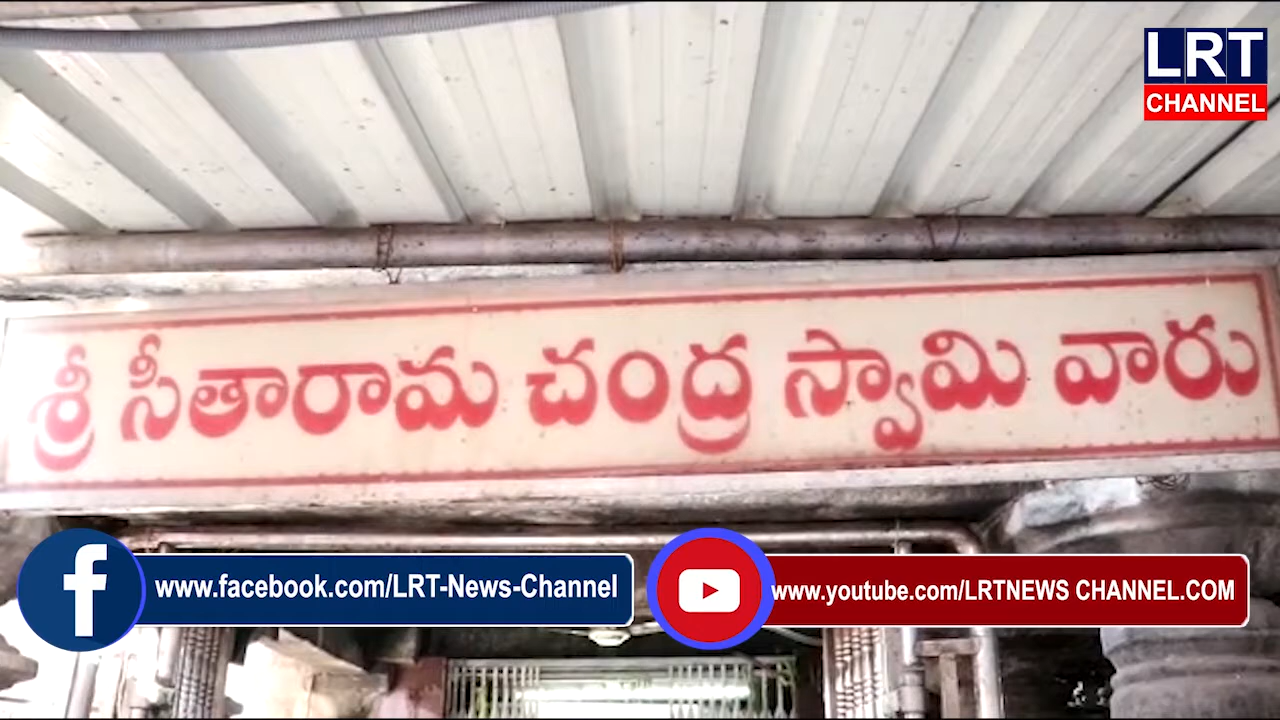 LRT
CHANNEL
శ్రీ సీతారామ చంద్ర స్వామి వారు
www.facebook.com/LRT-News-Channel
www.youtube.com/LRTNEWS CHANNEL.COM